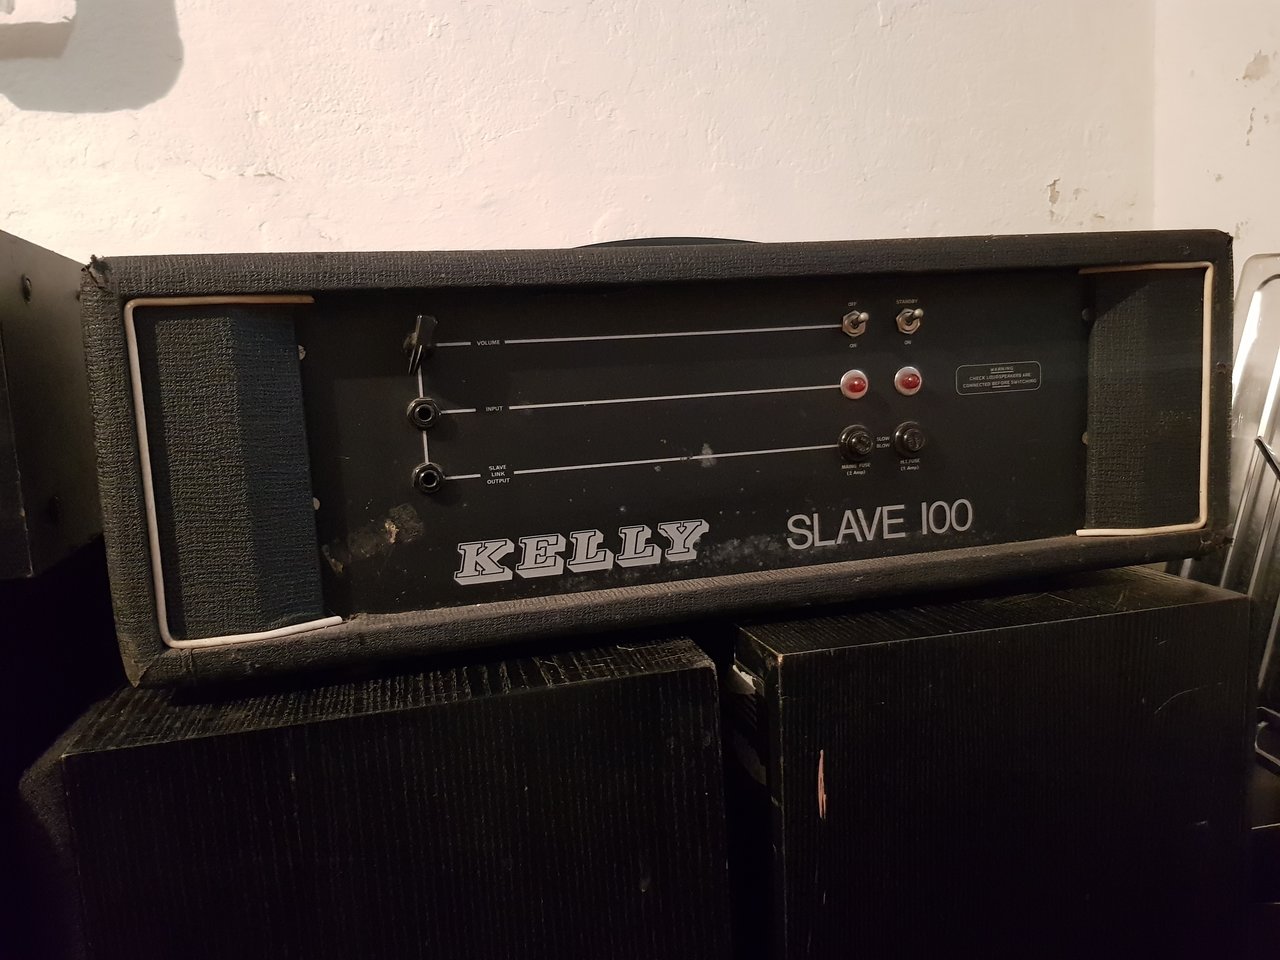 OFF
STANDBY
VOLUME
ON
ON
WARNING
CHECK LOUDSPEAKERS ARE
CONNECTED BEFORE SWITCHING
INPUT
SLOW
BLOW
SLAVE
LINK
OUTPUT
MAINS FUSE
(2 Amp)
H.T. FUSE
(1 Amp)
KELLY
SLAVE 100